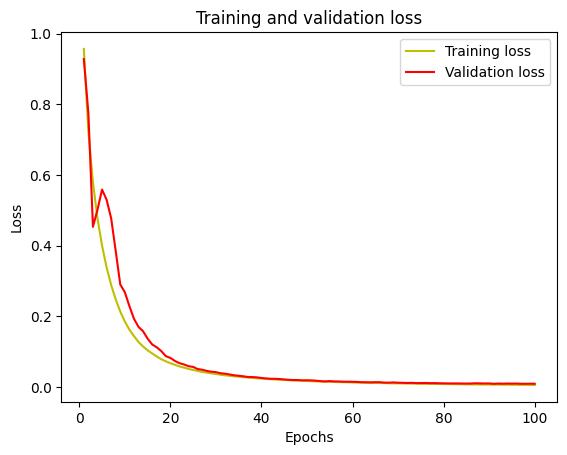 Training and validation loss
Training loss
Validation loss
1.0
0.8
0.6
0.4
0.2
0.0
Loss
0 20 40 60 80 100
Epochs